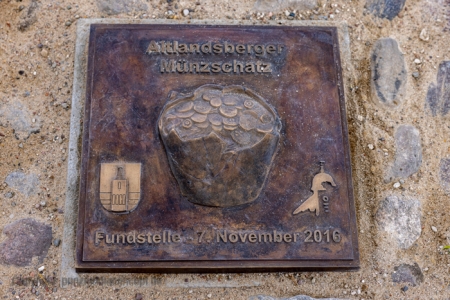 Altlandsberger
Münzschatz
Fundstelle - 7. November 2016